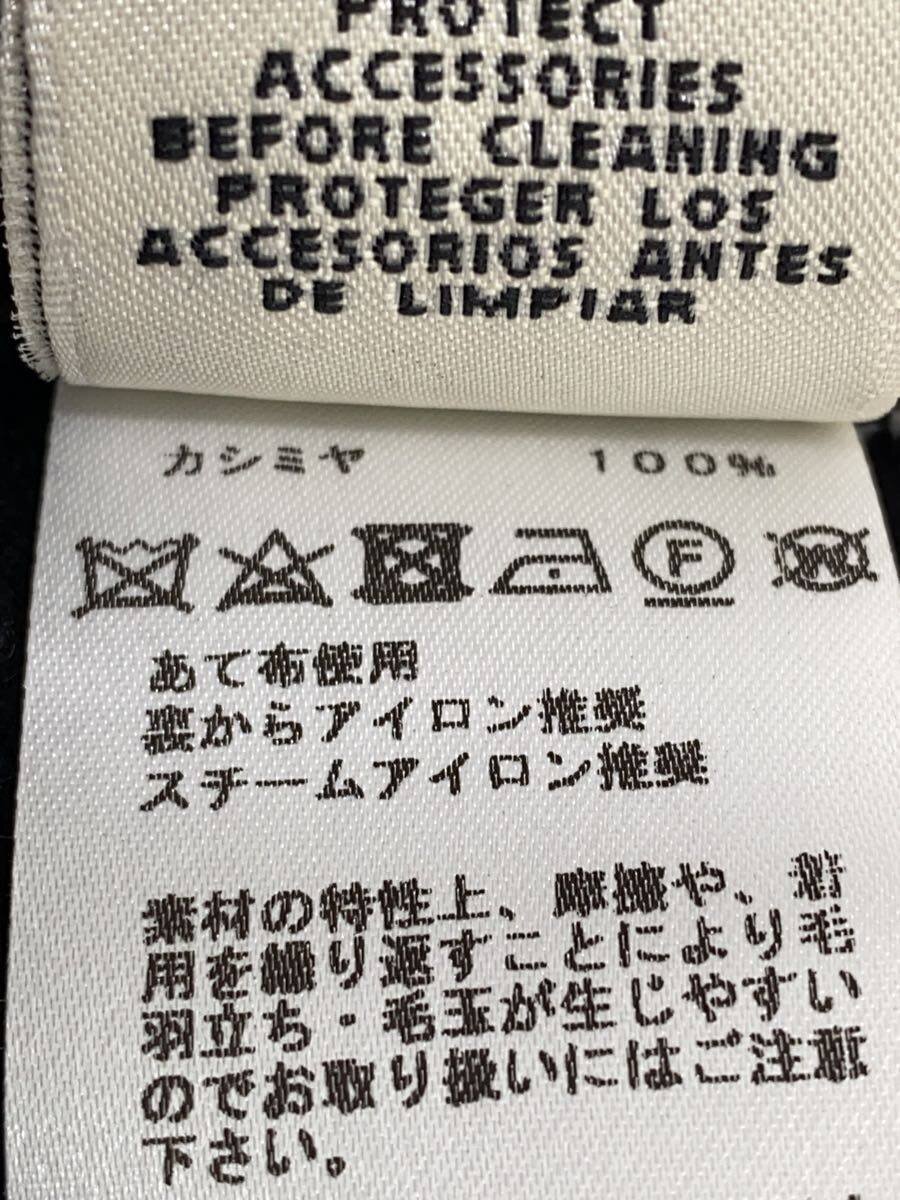 PROTECT
ACCESSORIES
BEFORE CLEANING
PROTEGER LOS
ACCESORIOS ANTES
DE LIMPIAR
カシミヤ 100%
F
W
あて布使用
裏からアイロン推奨
スチームアイロン推奨
素材の特性上、摩擦や、着
用を繰り返すことにより毛
羽立ち・毛玉が生じやすい
のでお取り扱いにはご注意
下さい。